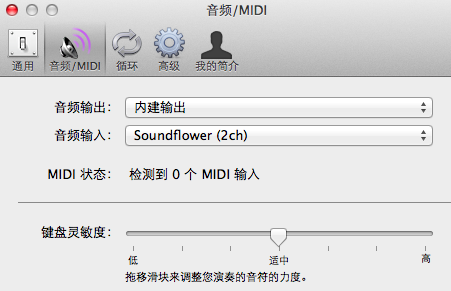 音频/MIDI
通用 音频/MIDI 循环 高级 我的简介
音频输出： 内建输出
音频输入： Soundflower (2ch)
MIDI 状态： 检测到 0 个 MIDI 输入
键盘灵敏度：
低 适中 高
拖移滑块来调整您演奏的音符的力度。